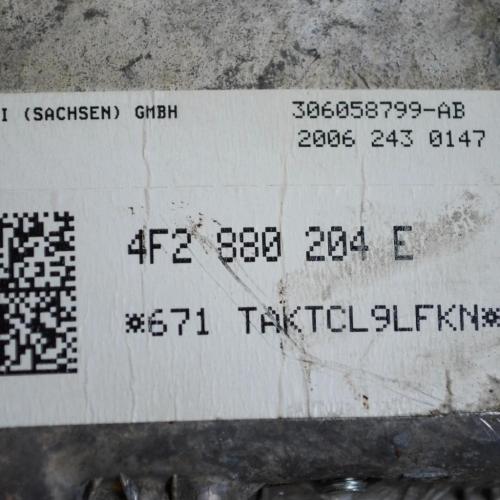 I (SACHSEN) GMBH
306058799-AB
2006 243 0147
4F2 880 204 E
*671 TAKTCL9LFKN*